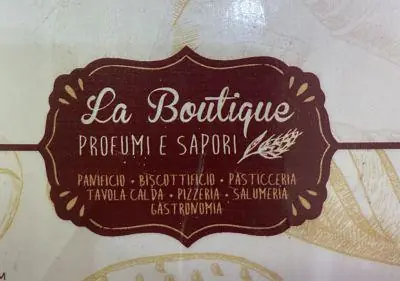 La Boutique
PROFUMI E SAPORI
PANIFICIO • BISCOTTIFICIO • PASTICCERIA
TAVOLA CALDA • PIZZERIA • SALUMERIA
GASTRONOMIA